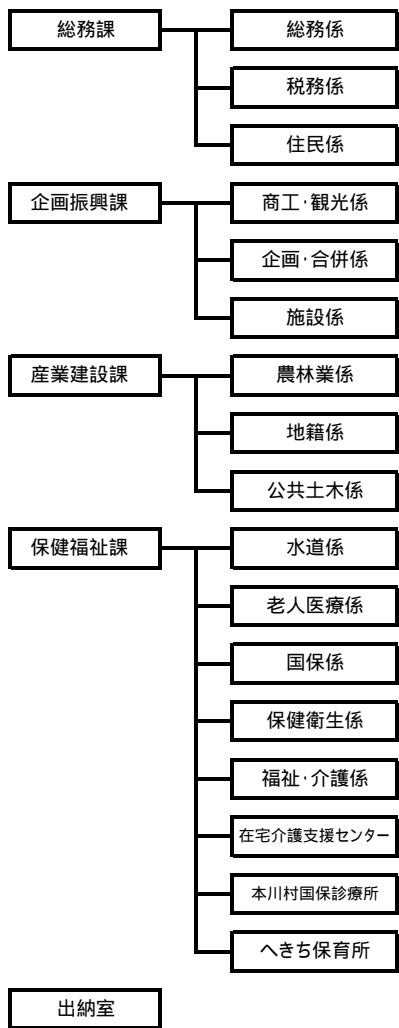 総務課
総務係
税務係
住民係
企画振興課
商工・観光係
企画・合併係
施設係
産業建設課
農林業係
地籍係
公共土木係
保健福祉課
水道係
老人医療係
国保係
保健衛生係
福祉・介護係
在宅介護支援センター
本川村国保診療所
へきち保育所
出納室